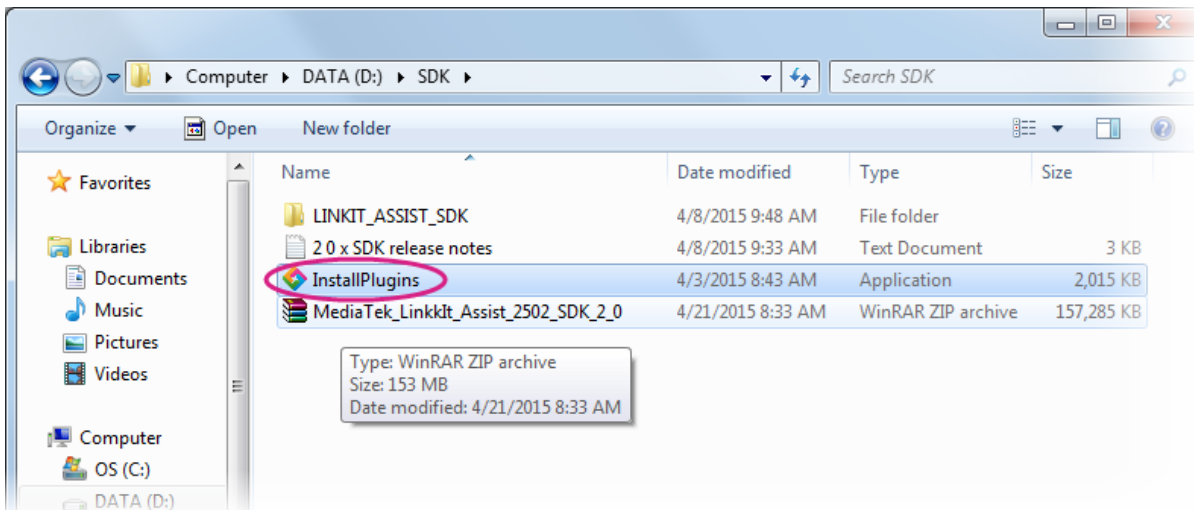 Computer ▸ DATA (D:) ▸ SDK ▸ Search SDK
Organize Open New folder
Name Date modified Type Size
Favorites
LINKIT_ASSIST_SDK 4/8/2015 9:48 AM File folder
Libraries 2 0 x SDK release notes 4/8/2015 9:33 AM Text Document 3 KB
Documents InstallPlugins 4/3/2015 8:43 AM Application 2,015 KB
Music MediaTek_LinkkIt_Assist_2502_SDK_2_0 4/21/2015 8:33 AM WinRAR ZIP archive 157,285 KB
Pictures
Type: WinRAR ZIP archive
Videos Size: 153 MB
Date modified: 4/21/2015 8:33 AM
Computer
OS (C:)
DATA (D:)